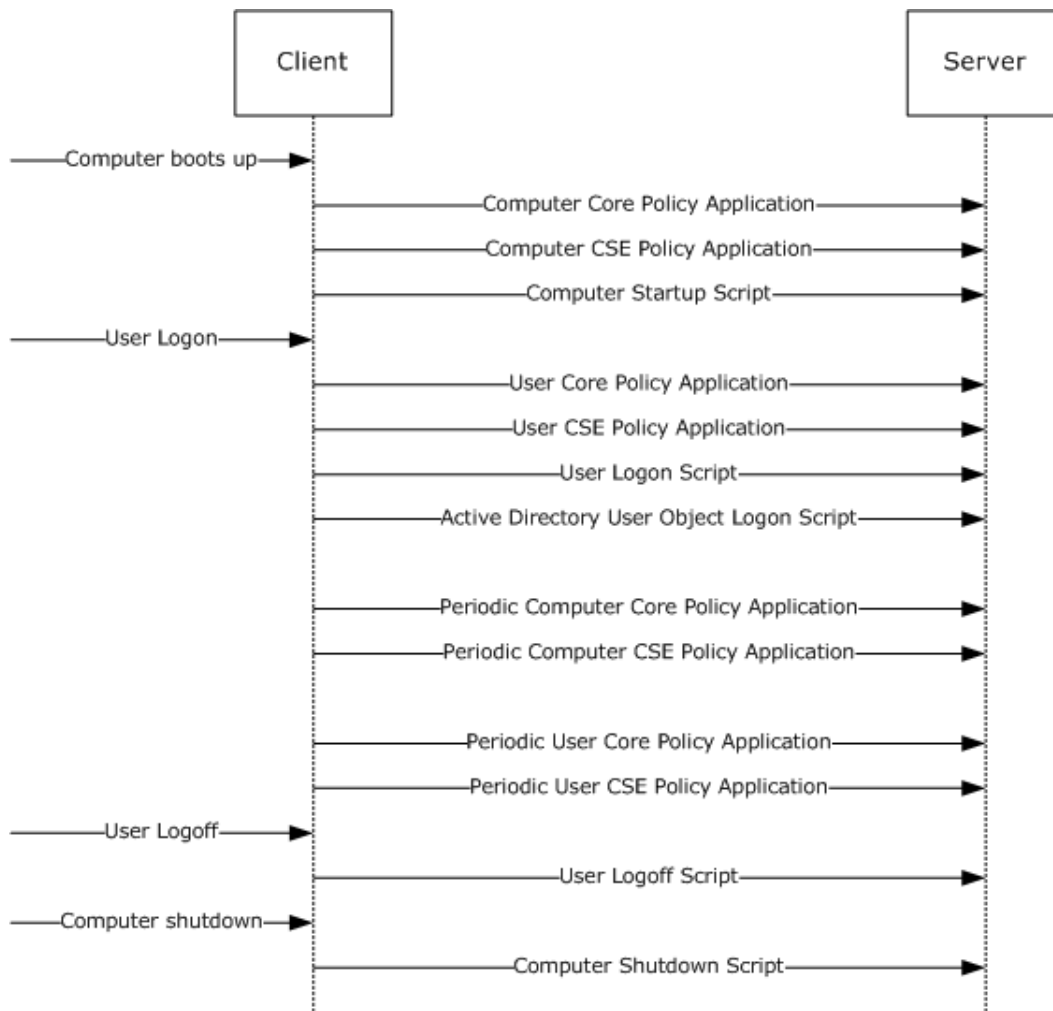 Client
Server
Computer boots up
Computer Core Policy Application
Computer CSE Policy Application
Computer Startup Script
User Logon
User Core Policy Application
User CSE Policy Application
User Logon Script
Active Directory User Object Logon Script
Periodic Computer Core Policy Application
Periodic Computer CSE Policy Application
Periodic User Core Policy Application
Periodic User CSE Policy Application
User Logoff
User Logoff Script
Computer shutdown
Computer Shutdown Script